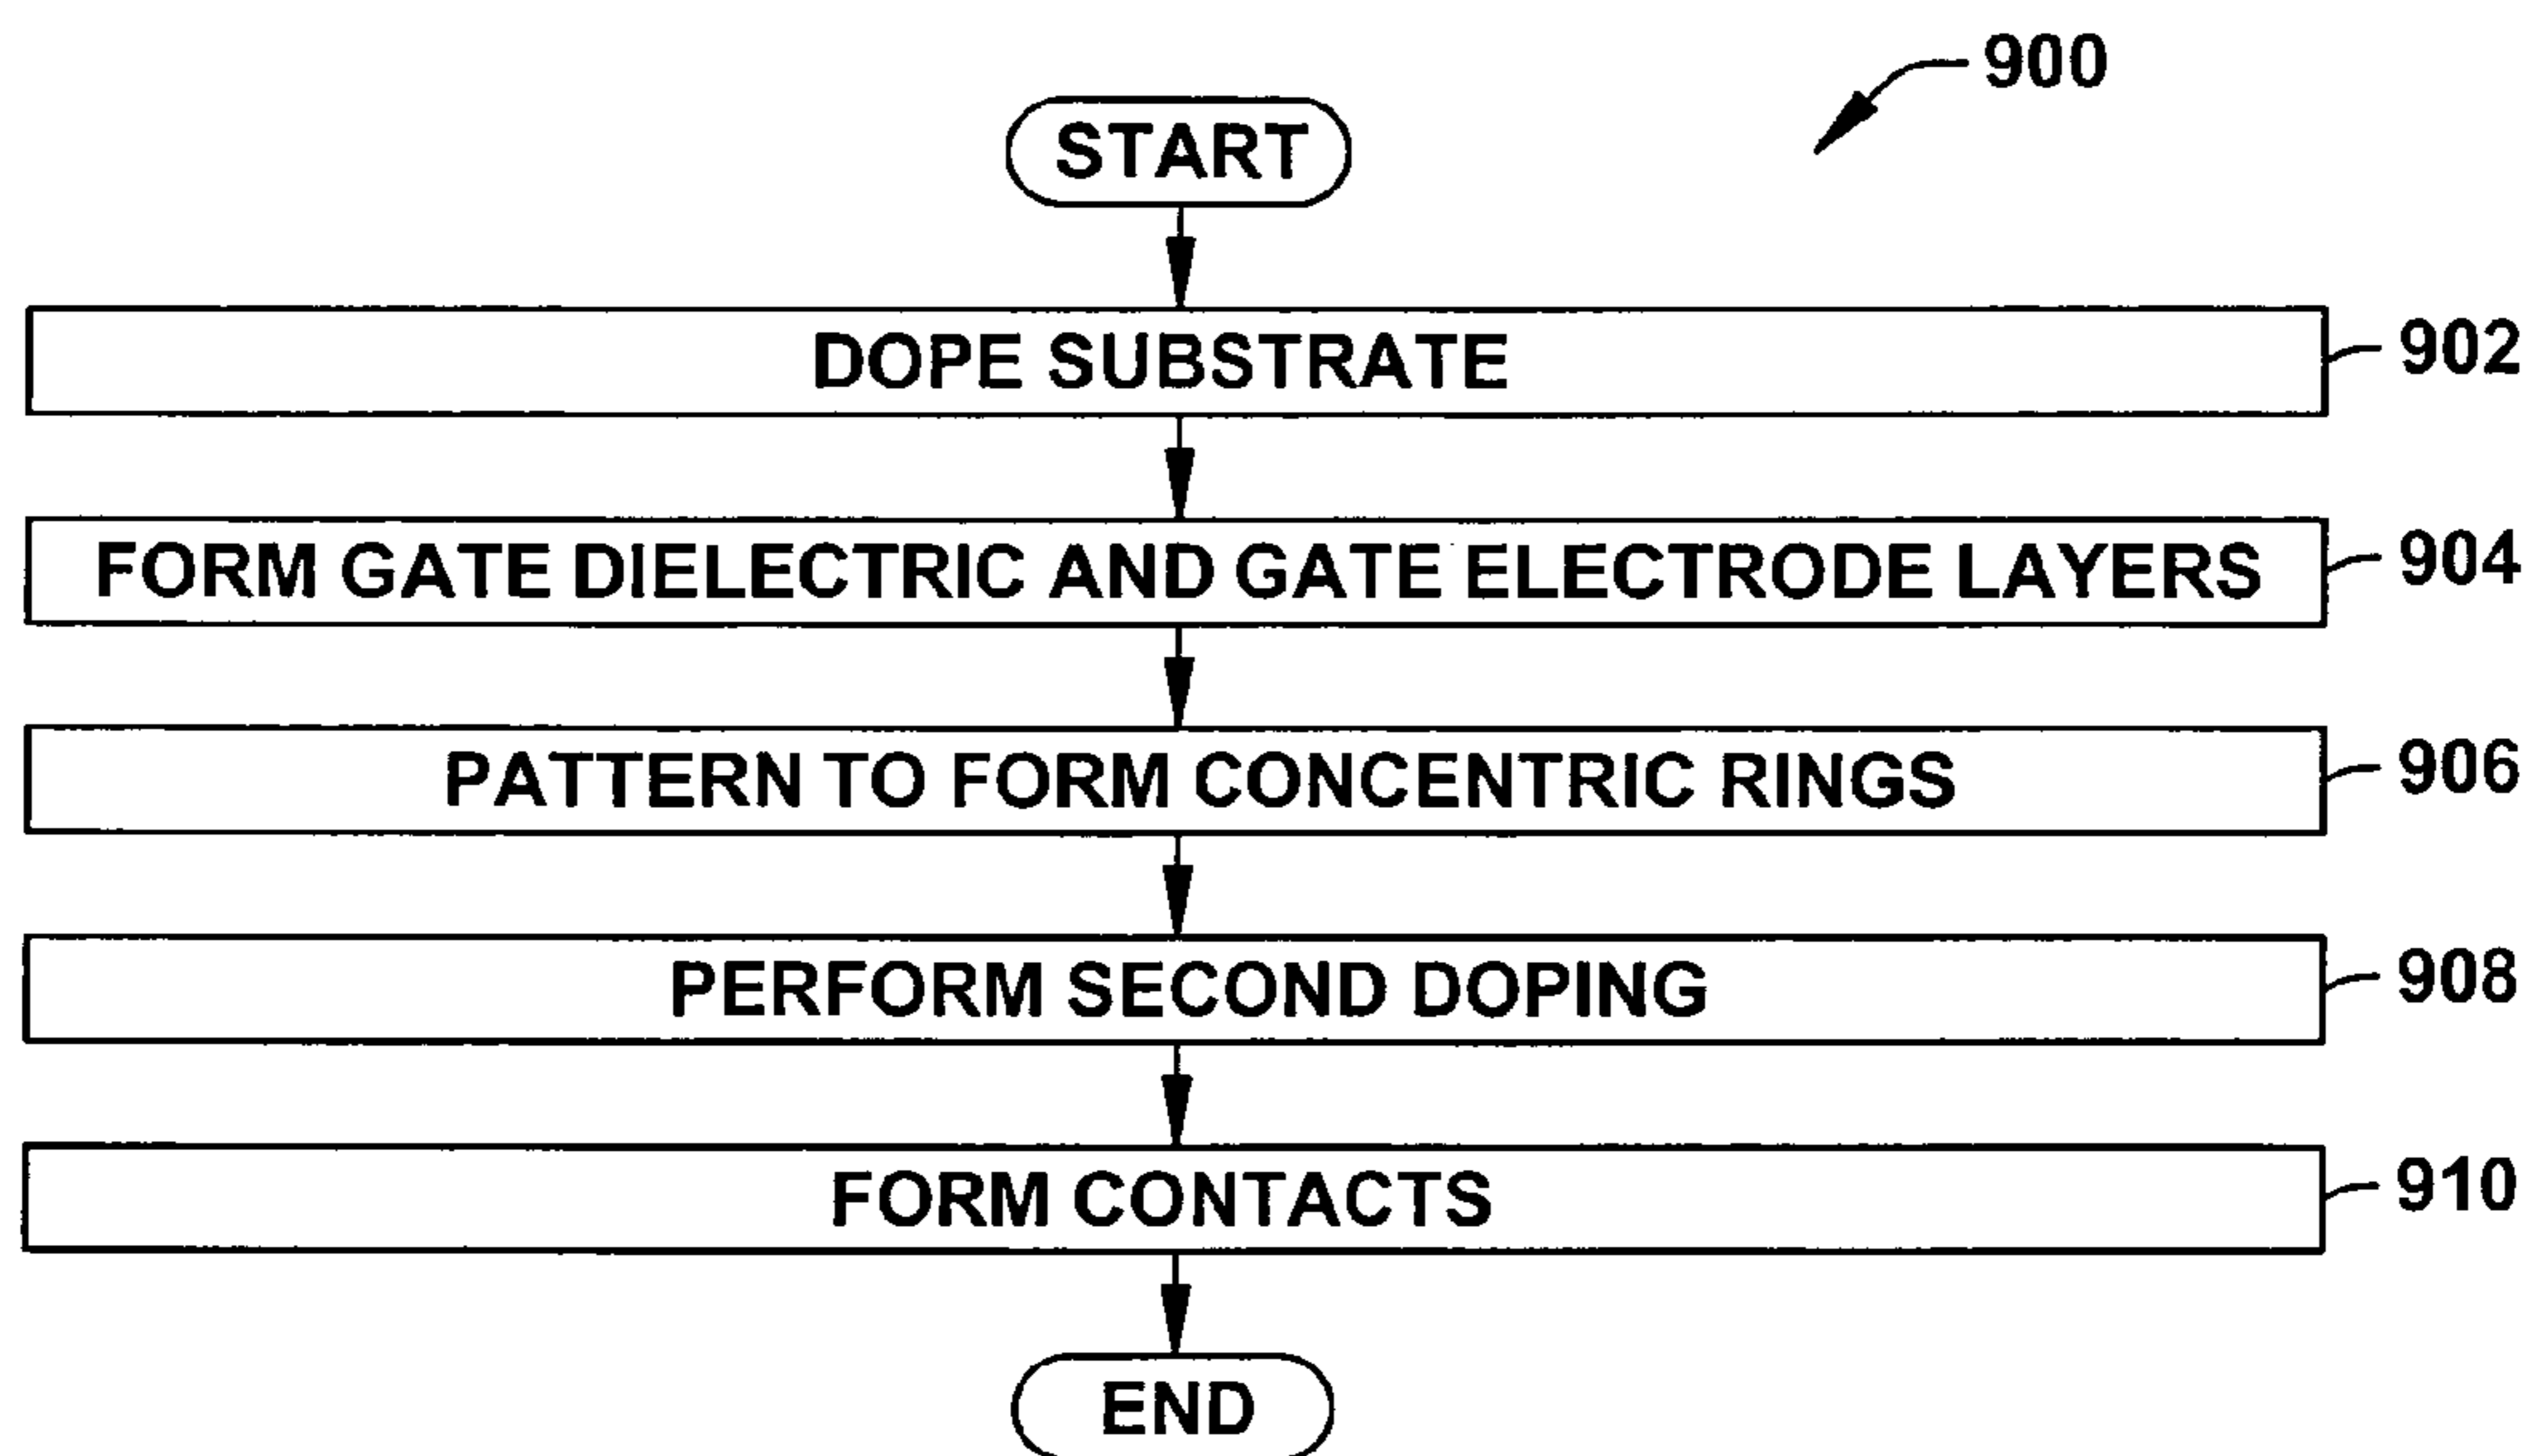 900
START
DOPE SUBSTRATE 902
FORM GATE DIELECTRIC AND GATE ELECTRODE LAYERS 904
PATTERN TO FORM CONCENTRIC RINGS 906
PERFORM SECOND DOPING 908
FORM CONTACTS 910
END